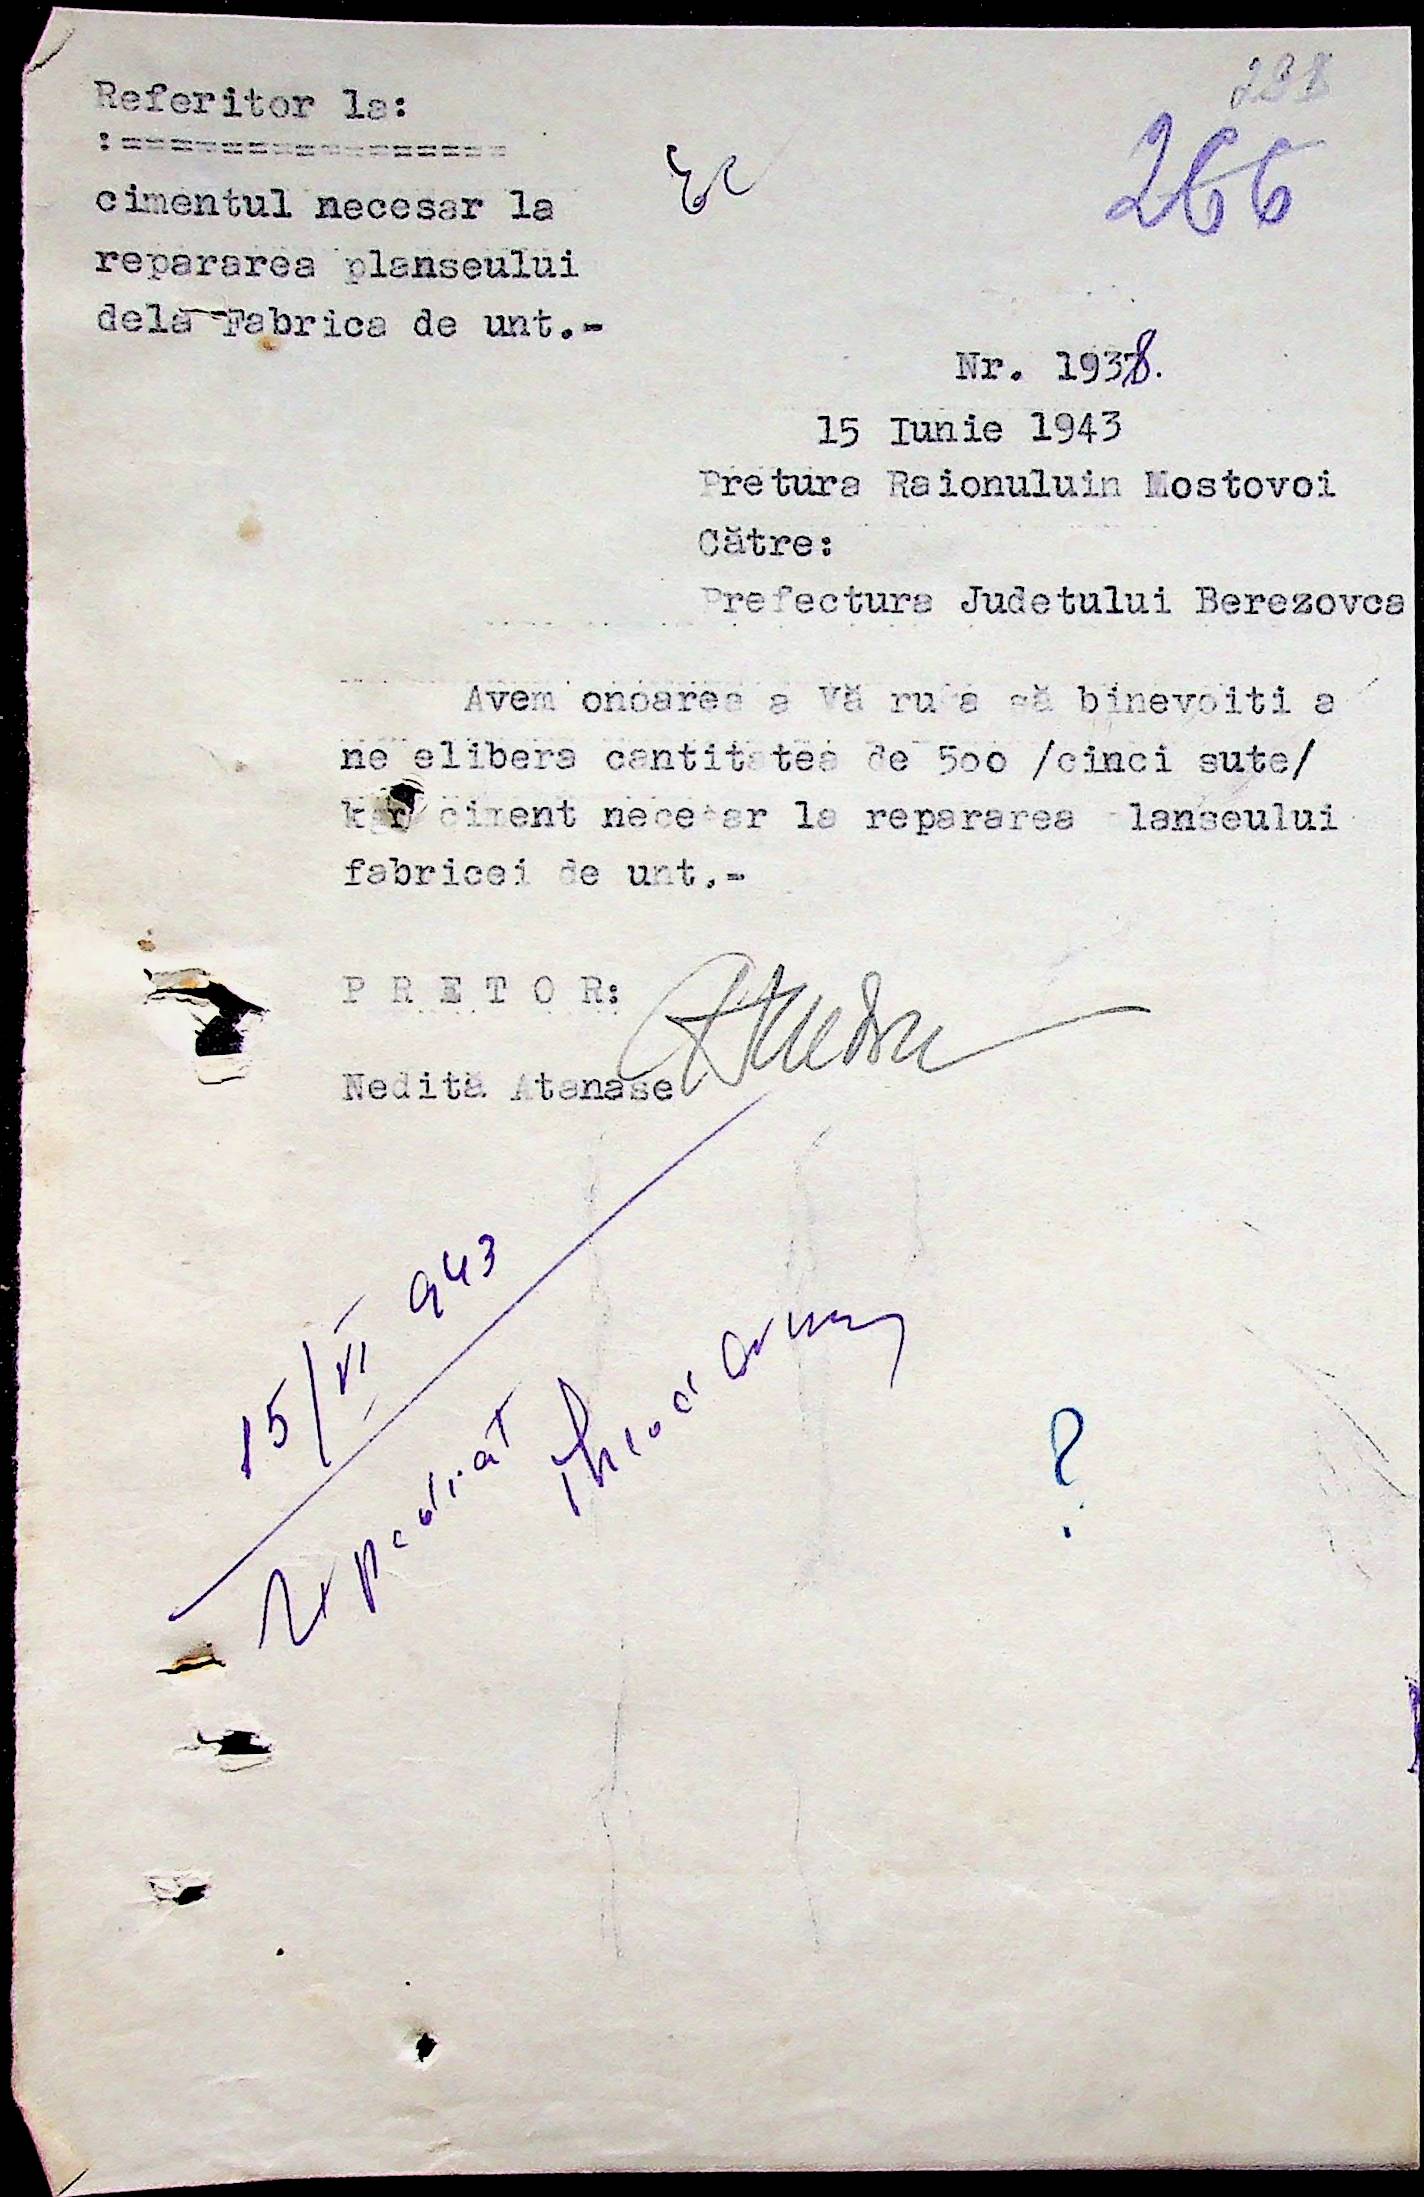 266
Referitor la:
:================
cimentul necesar la
repararea planseului
dela Fabrica de unt.-
Nr. 1938.
15 Iunie 1943
Pretura Raionuluin Mostovoi
Către:
Prefectura Judetului Berezovca
Avem onoarea a Vă ruga să binevoiti a
ne elibera cantitatea de 500 /cinci sute/
kgr ciment necesar la repararea lanseului
fabricei de unt.-
P R E T O R:
Nedită Atanase
15/VI 943
?